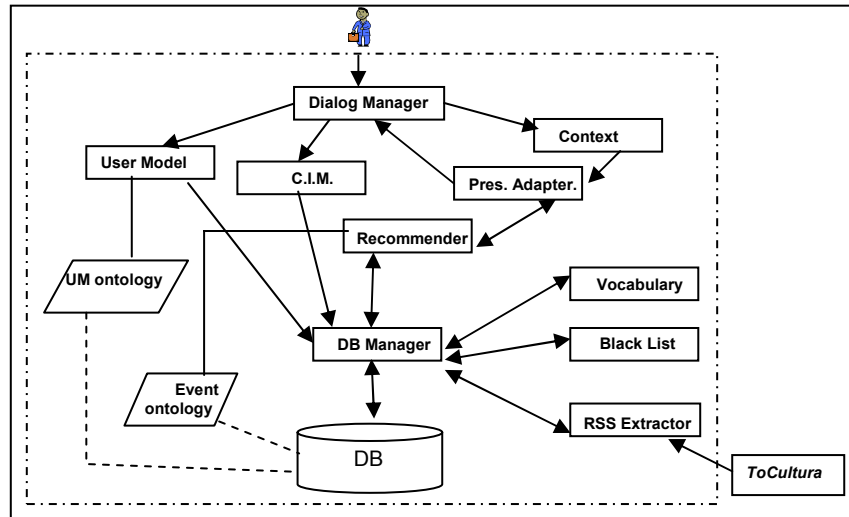 Dialog Manager
Context
User Model
C.I.M.
Pres. Adapter.
Recommender
UM ontology
Vocabulary
DB Manager
Black List
Event
ontology
RSS Extractor
DB
ToCultura